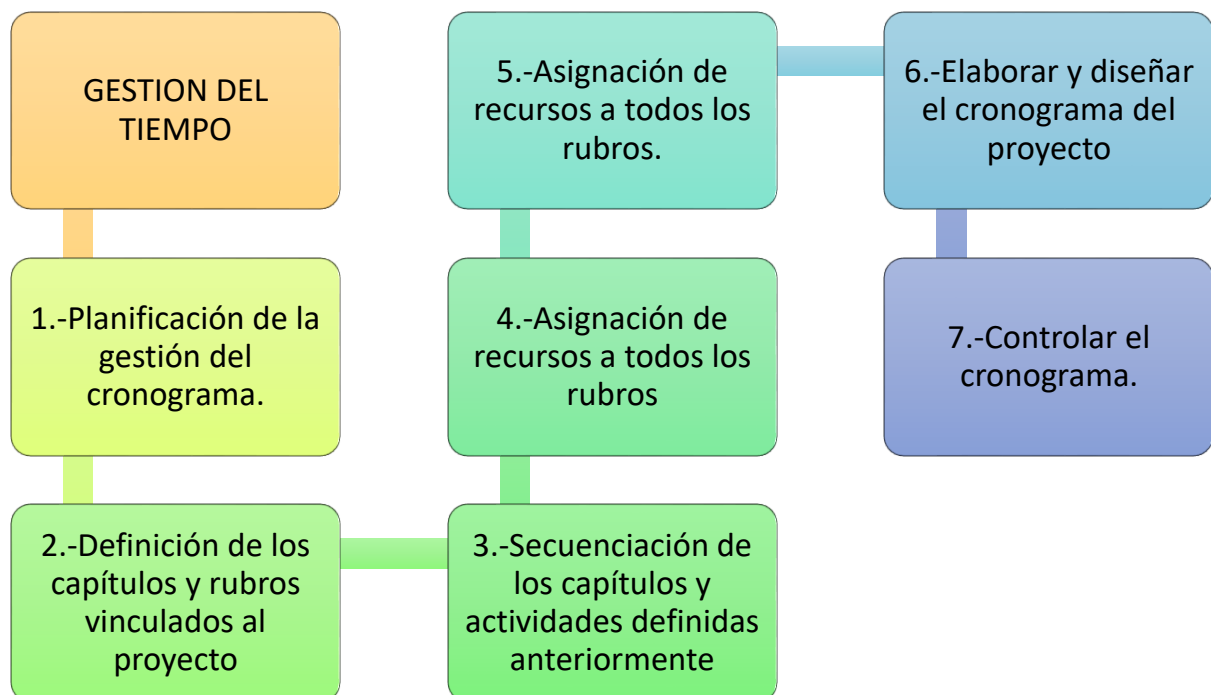 GESTION DEL
TIEMPO
1.-Planificación de la
gestión del
cronograma.
2.-Definición de los
capítulos y rubros
vinculados al
proyecto
3.-Secuenciación de
los capítulos y
actividades definidas
anteriormente
4.-Asignación de
recursos a todos los
rubros
5.-Asignación de
recursos a todos los
rubros.
6.-Elaborar y diseñar
el cronograma del
proyecto
7.-Controlar el
cronograma.